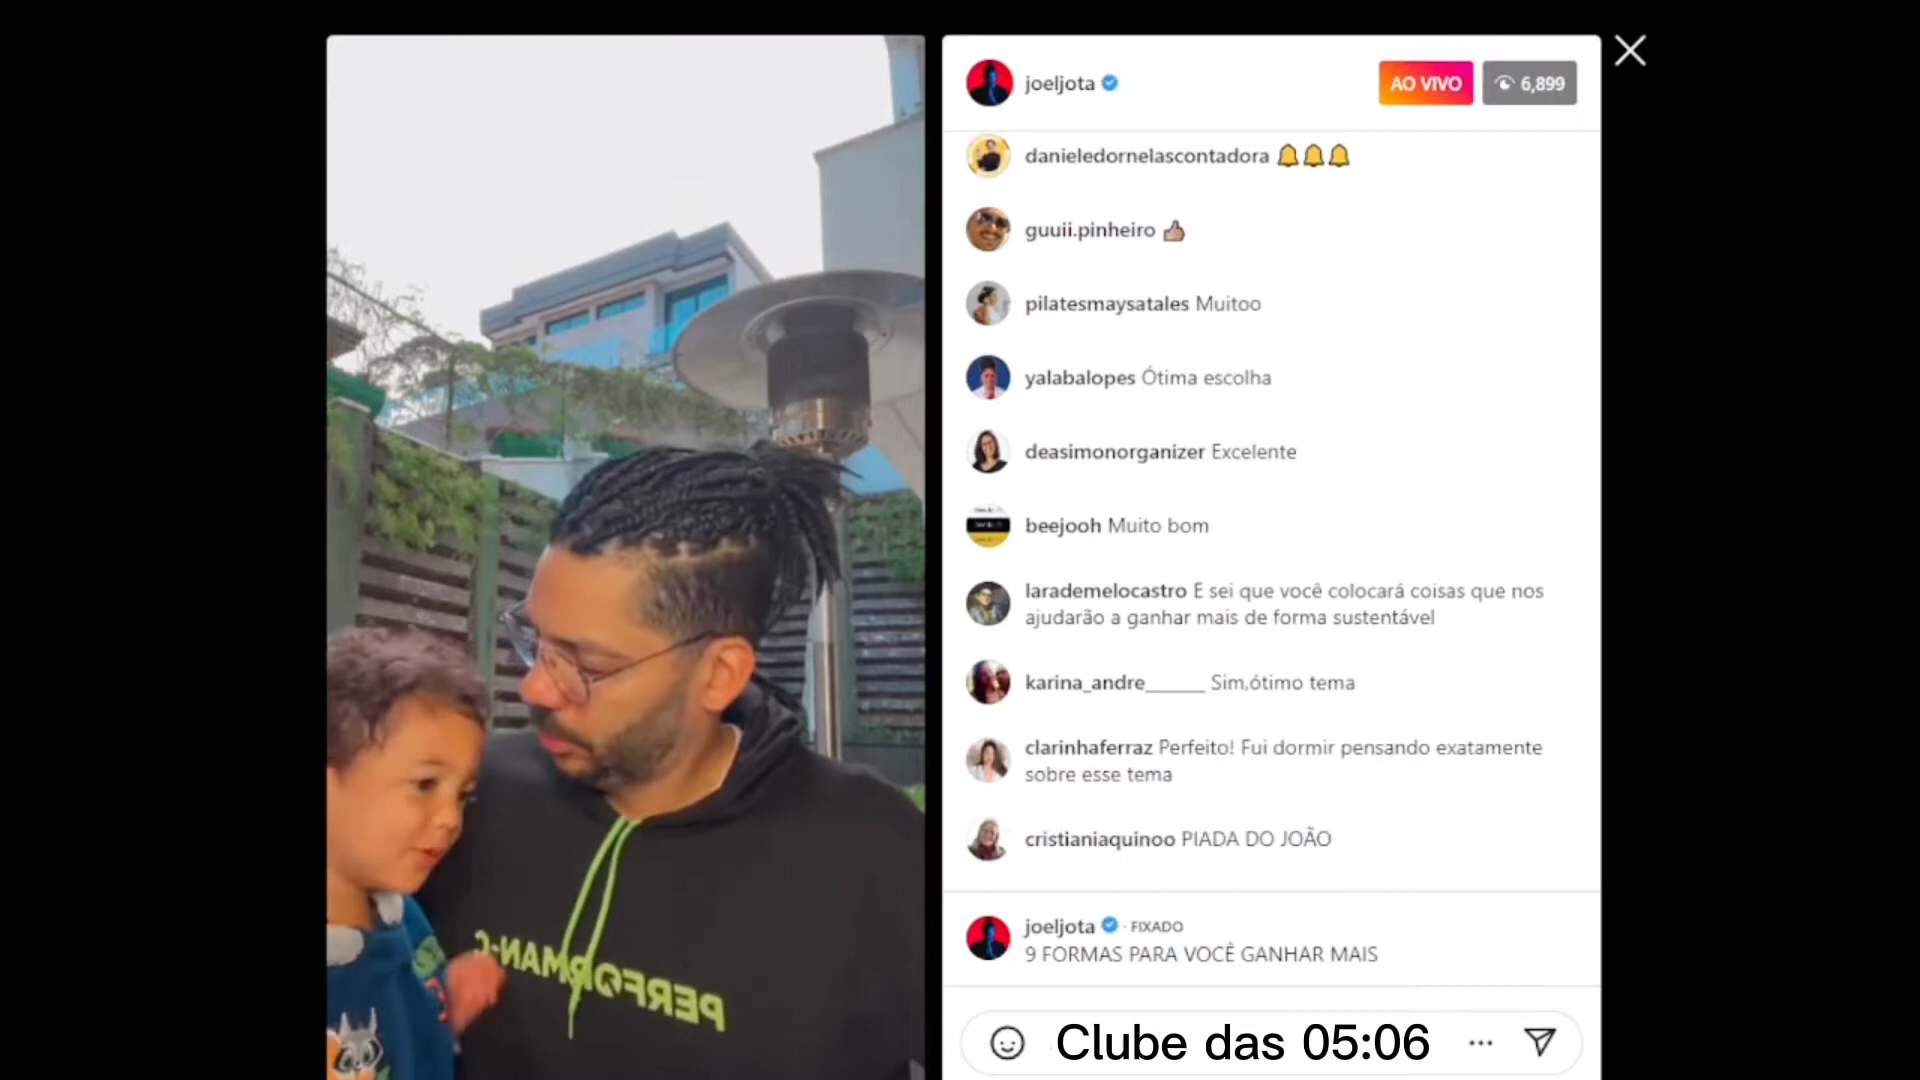 joeljota
AO VIVO
6,899
danieledornelascontadora 🔔🔔🔔
guuii.pinheiro 👍🏽
pilatesmaysatales Muitoo
yalabalopes Ótima escolha
deasimonorganizer Excelente
beejooh Muito bom
larademelocastro E sei que você colocará coisas que nos
ajudarão a ganhar mais de forma sustentável
karina_andre______ Sim,ótimo tema
clarinhaferraz Perfeito! Fui dormir pensando exatamente
sobre esse tema
cristianiaquinoo PIADA DO JOÃO
joeljota · FIXADO
9 FORMAS PARA VOCÊ GANHAR MAIS
Clube das 05:06
PERFORMAN-C